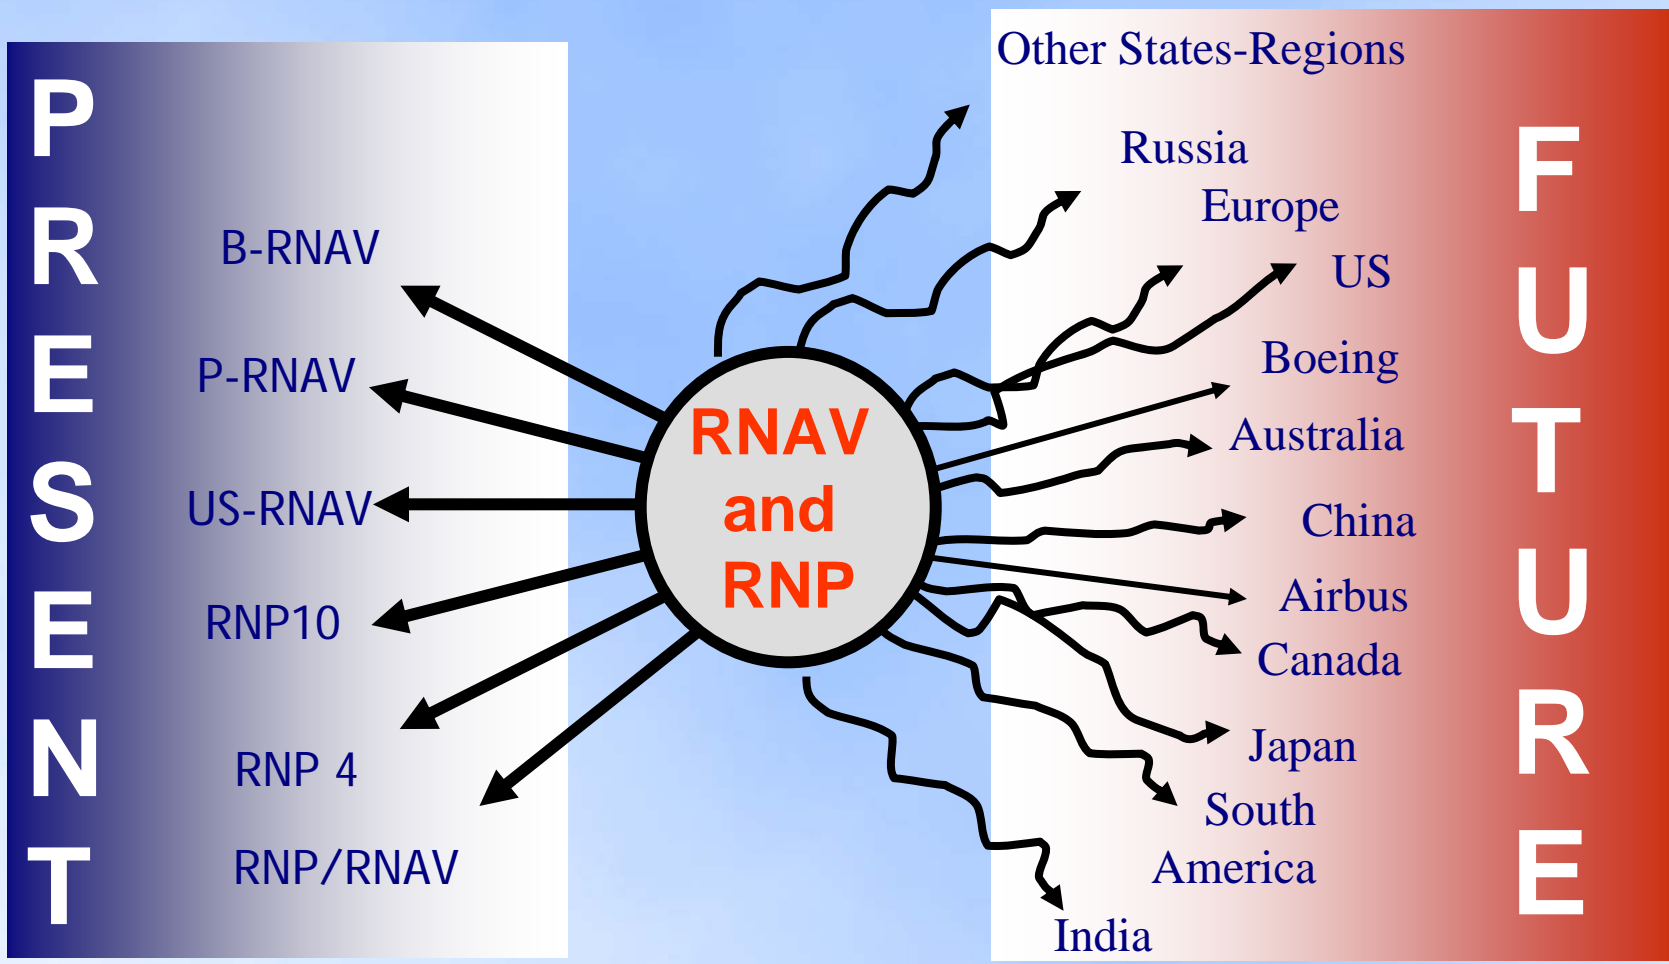 PRESENT
B-RNAV
P-RNAV
US-RNAV
RNP10
RNP 4
RNP/RNAV
RNAV
and
RNP
Other States-Regions
Russia
Europe
US
Boeing
Australia
China
Airbus
Canada
Japan
South
America
India
FUTURE